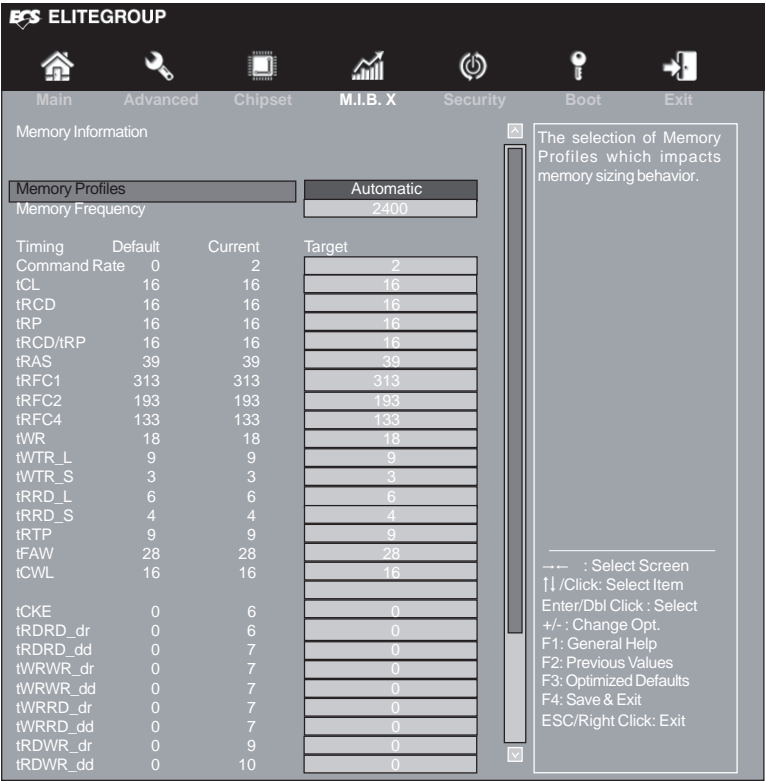 ECS ELITEGROUP
Main Advanced Chipset M.I.B. X Security Boot Exit
Memory Information
Memory Profiles Automatic
Memory Frequency 2400
Timing Default Current Target
Command Rate 0 2 2
tCL 16 16 16
tRCD 16 16 16
tRP 16 16 16
tRCD/tRP 16 16 16
tRAS 39 39 39
tRFC1 313 313 313
tRFC2 193 193 193
tRFC4 133 133 133
tWR 18 18 18
tWTR_L 9 9 9
tWTR_S 3 3 3
tRRD_L 6 6 6
tRRD_S 4 4 4
tRTP 9 9 9
tFAW 28 28 28
tCWL 16 16 16
tCKE 0 6 0
tRDRD_dr 0 6 0
tRDRD_dd 0 7 0
tWRWR_dr 0 7 0
tWRWR_dd 0 7 0
tWRRD_dr 0 7 0
tWRRD_dd 0 7 0
tRDWR_dr 0 9 0
tRDWR_dd 0 10 0
The selection of Memory
Profiles which impacts
memory sizing behavior.
→← : Select Screen
↑↓/Click: Select Item
Enter/Dbl Click : Select
+/- : Change Opt.
F1: General Help
F2: Previous Values
F3: Optimized Defaults
F4: Save & Exit
ESC/Right Click: Exit